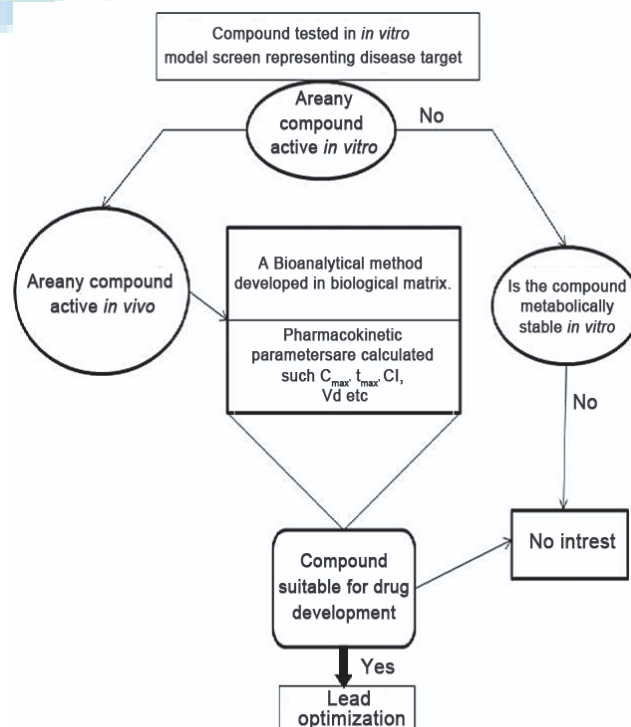 Compound tested in in vitro
model screen representing disease target
Areany
compound
active in vitro
No
Areany compound
active in vivo
A Bioanalytical method
developed in biological matrix.
Pharmacokinetic
parametersare calculated
such Cmax, tmax, CI,
Vd etc
Is the compound
metabolically
stable in vitro
No
No intrest
Compound
suitable for drug
development
Yes
Lead
optimization